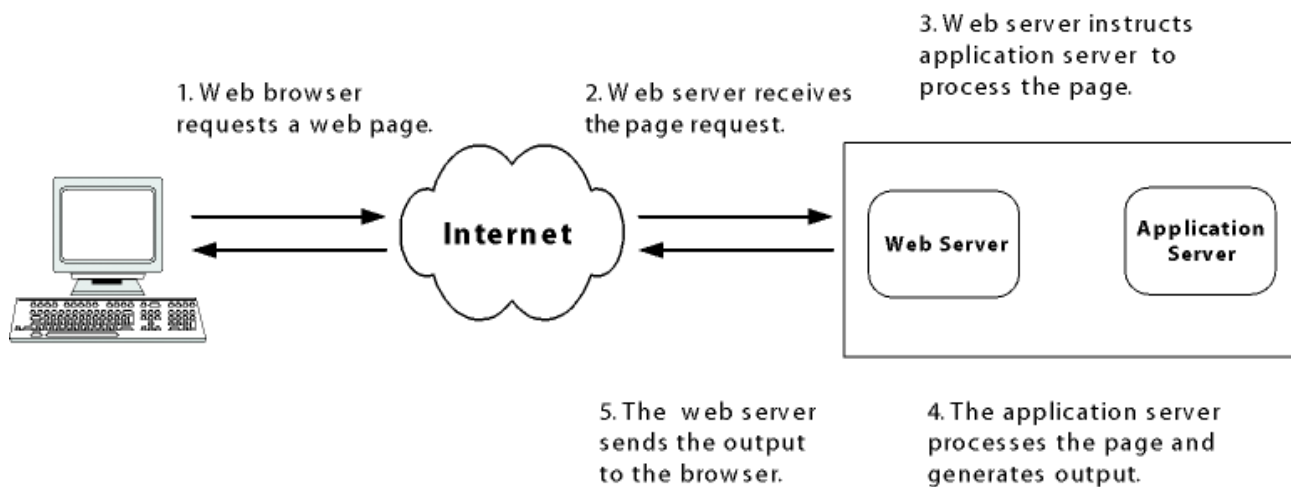 1. Web browser
requests a web page.
2. Web server receives
the page request.
3. Web server instructs
application server to
process the page.
Internet
Web Server
Application
Server
5. The web server
sends the output
to the browser.
4. The application server
processes the page and
generates output.